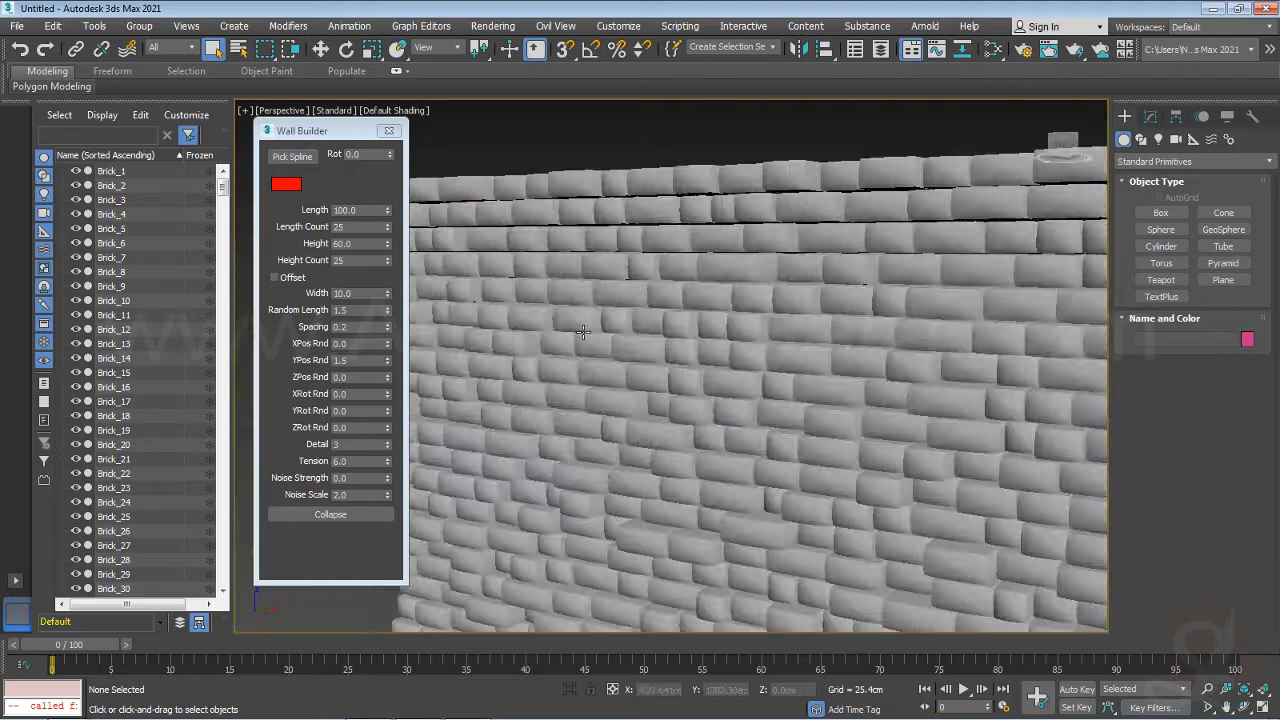 Untitled - Autodesk 3ds Max 2021
File Edit Tools Group Views Create Modifiers Animation Graph Editors Rendering Civil View Customize Scripting Interactive Content Substance Arnold Help Sign In Workspaces: Default
All View Create Selection Se C:\Users\N...s Max 2021
Modeling Freeform Selection Object Paint Populate
Polygon Modeling
Select Display Edit Customize
[+] [Perspective] [Standard] [Default Shading]
Name (Sorted Ascending) Frozen
Brick_1
Brick_2
Brick_3
Brick_4
Brick_5
Brick_6
Brick_7
Brick_8
Brick_9
Brick_10
Brick_11
Brick_12
Brick_13
Brick_14
Brick_15
Brick_16
Brick_17
Brick_18
Brick_19
Brick_20
Brick_21
Brick_22
Brick_23
Brick_24
Brick_25
Brick_26
Brick_27
Brick_28
Brick_29
Brick_30
Default
Wall Builder
Pick Spline Rot 0.0
Length 100.0
Length Count 25
Height 60.0
Height Count 25
Offset
Width 10.0
Random Length 1.5
Spacing 0.2
XPos Rnd 0.0
YPos Rnd 1.5
ZPos Rnd 0.0
XRot Rnd 0.0
YRot Rnd 0.0
ZRot Rnd 0.0
Detail 3
Tension 6.0
Noise Strength 0.0
Noise Scale 2.0
Collapse
Standard Primitives
Object Type
AutoGrid
Box Cone
Sphere GeoSphere
Cylinder Tube
Torus Pyramid
Teapot Plane
TextPlus
Name and Color
0 / 100
0 5 10 15 20 25 30 35 40 45 50 55 60 65 70 75 80 85 90 95 100
None Selected X: Y: Z: 0.0cm Grid = 25.4cm Auto Key Selected
-- called f: Click or click-and-drag to select objects Add Time Tag 0 Set Key Key Filters...